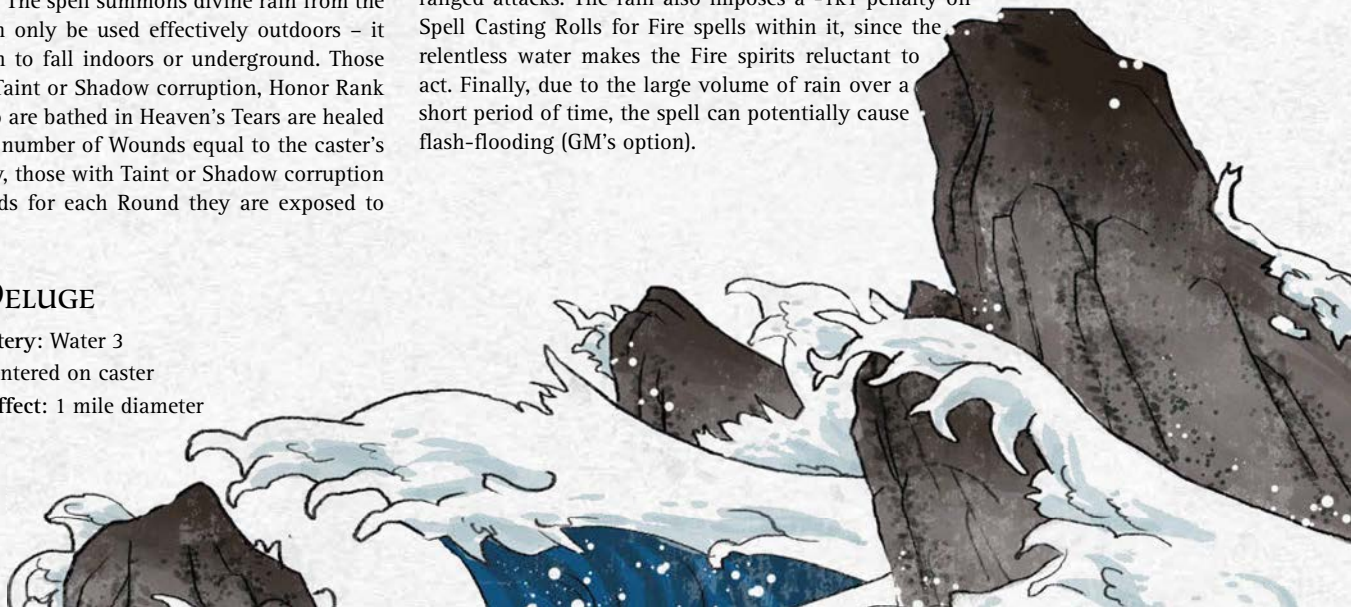 The spell summons divine rain from the
only be used effectively outdoors – it
to fall indoors or underground. Those
Taint or Shadow corruption, Honor Rank
are bathed in Heaven's Tears are healed
number of Wounds equal to the caster's
those with Taint or Shadow corruption
for each Round they are exposed to
ELUGE
Water 3
on caster
1 mile diameter
ranged attacks. The rain also imposes a penalty on
Spell Casting Rolls for Fire spells within it, since the
relentless water makes the Fire spirits reluctant to
act. Finally, due to the large volume of rain over a
short period of time, the spell can potentially cause
flash-flooding (GM's option).